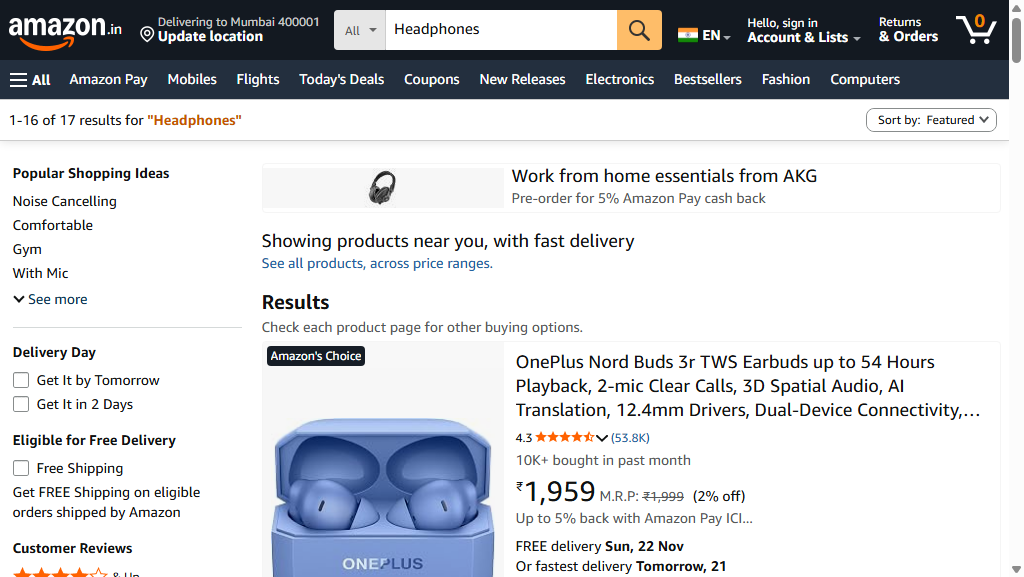 amazon.in
Delivering to Mumbai 400001
Update location
All
Headphones
EN
Hello, sign in
Account & Lists
Returns
& Orders
0
All
Amazon Pay
Mobiles
Flights
Today's Deals
Coupons
New Releases
Electronics
Bestsellers
Fashion
Computers
1-16 of 17 results for "Headphones"
Sort by: Featured
Popular Shopping Ideas
Noise Cancelling
Comfortable
Gym
With Mic
See more
Delivery Day
Get It by Tomorrow
Get It in 2 Days
Eligible for Free Delivery
Free Shipping
Get FREE Shipping on eligible
orders shipped by Amazon
Customer Reviews
& Up
Work from home essentials from AKG
Pre-order for 5% Amazon Pay cash back
Showing products near you, with fast delivery
See all products, across price ranges.
Results
Check each product page for other buying options.
Amazon's Choice
ONEPLUS
OnePlus Nord Buds 3r TWS Earbuds up to 54 Hours
Playback, 2-mic Clear Calls, 3D Spatial Audio, AI
Translation, 12.4mm Drivers, Dual-Device Connectivity,...
4.3 (53.8K)
10K+ bought in past month
₹1,959 M.R.P: ₹1,999 (2% off)
Up to 5% back with Amazon Pay ICI...
FREE delivery Sun, 22 Nov
Or fastest delivery Tomorrow, 21